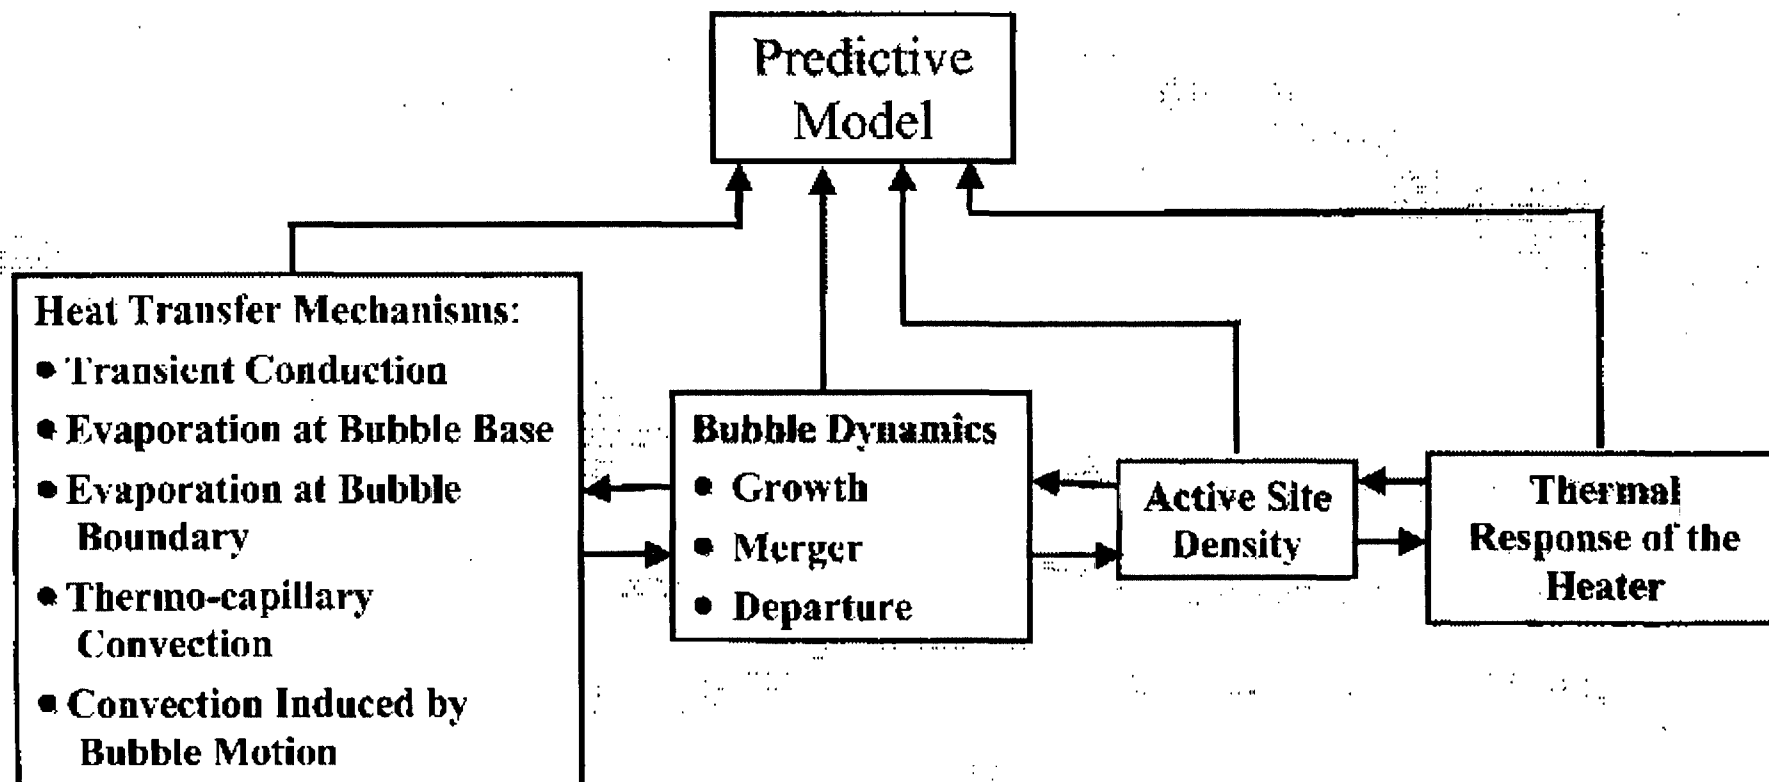 Predictive
Model
Heat Transfer Mechanisms:
• Transient Conduction
• Evaporation at Bubble Base
• Evaporation at Bubble
Boundary
• Thermo-capillary
Convection
• Convection Induced by
Bubble Motion
Bubble Dynamics
• Growth
• Merger
• Departure
Active Site
Density
Thermal
Response of the
Heater